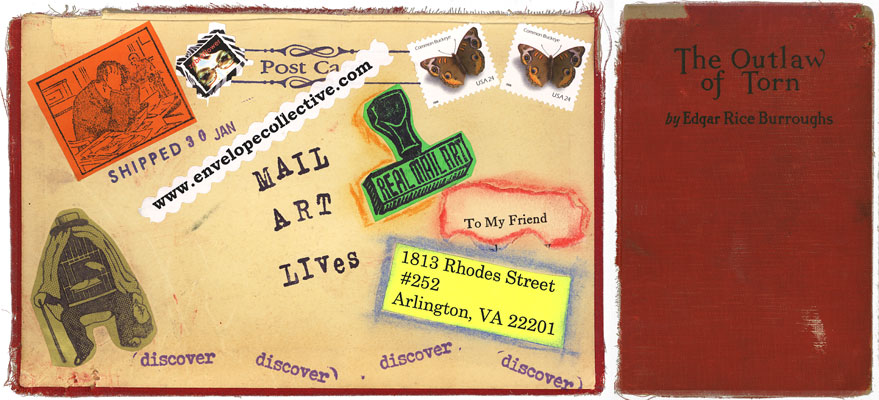 Common Buckeye
USA 24
Common Buckeye
USA 24
Post Ca
SHIPPED 30 JAN
www.envelopecollective.com
MAIL
ART
LIVes
REAL MAIL ART
To My Friend
1813 Rhodes Street
#252
Arlington, VA 22201
(discover
discover)
discover
(discover)
The Outlaw
of Torn
by Edgar Rice Burroughs